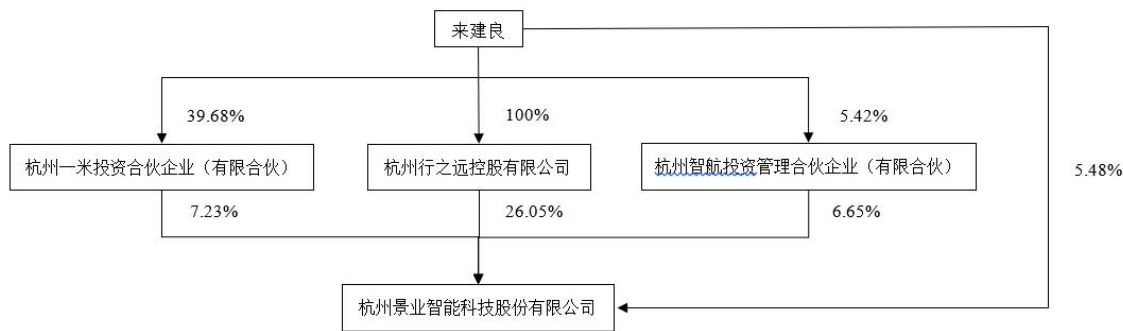 来建良
39.68%
100%
5.42%
杭州一米投资合伙企业（有限合伙）
杭州行之远控股有限公司
杭州智航投资管理合伙企业（有限合伙）
5.48%
7.23%
26.05%
6.65%
杭州景业智能科技股份有限公司